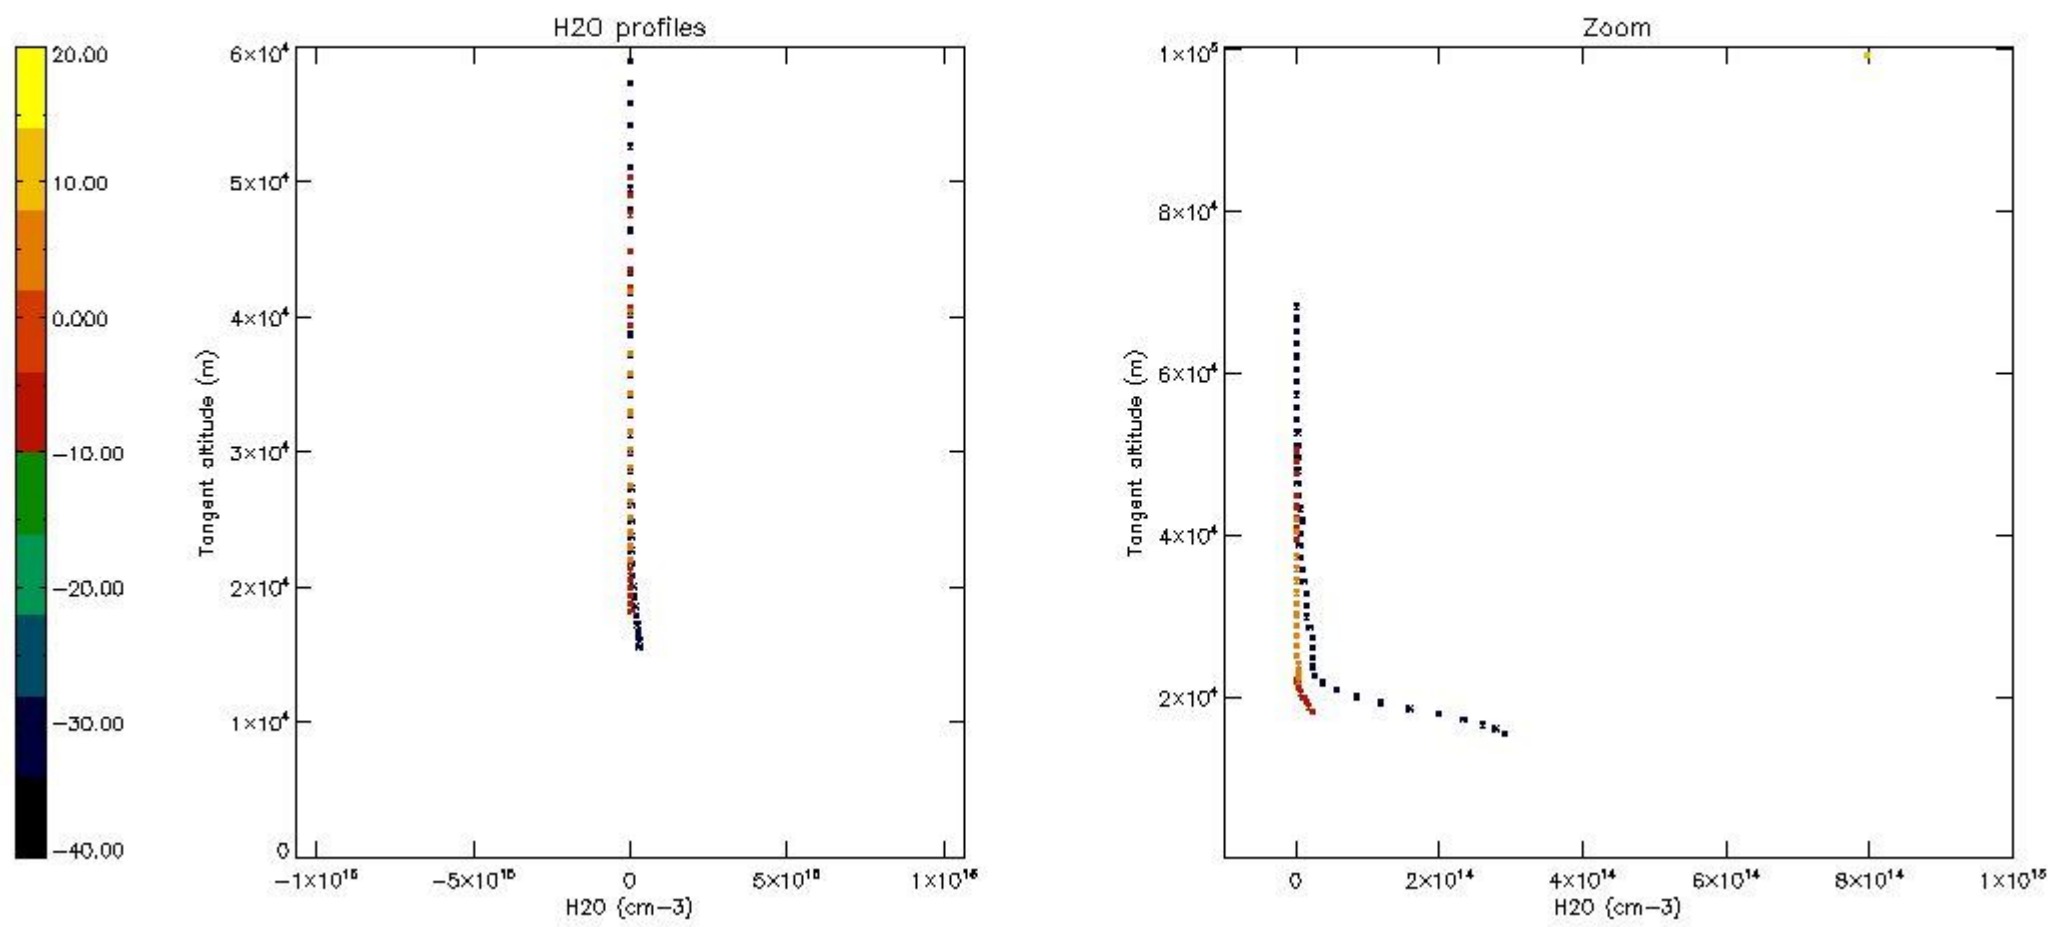 H2O profiles
20.00
10.00
0.000
−10.00
−20.00
−30.00
−40.00
6×10⁴
5×10⁴
4×10⁴
3×10⁴
2×10⁴
1×10⁴
0
Tangent altitude (m)
−1×10¹⁶ −5×10¹⁵ 0 5×10¹⁵ 1×10¹⁶
H2O (cm−3)
Zoom
1×10⁵
8×10⁴
6×10⁴
4×10⁴
2×10⁴
Tangent altitude (m)
0 2×10¹⁴ 4×10¹⁴ 6×10¹⁴ 8×10¹⁴ 1×10¹⁵
H2O (cm−3)